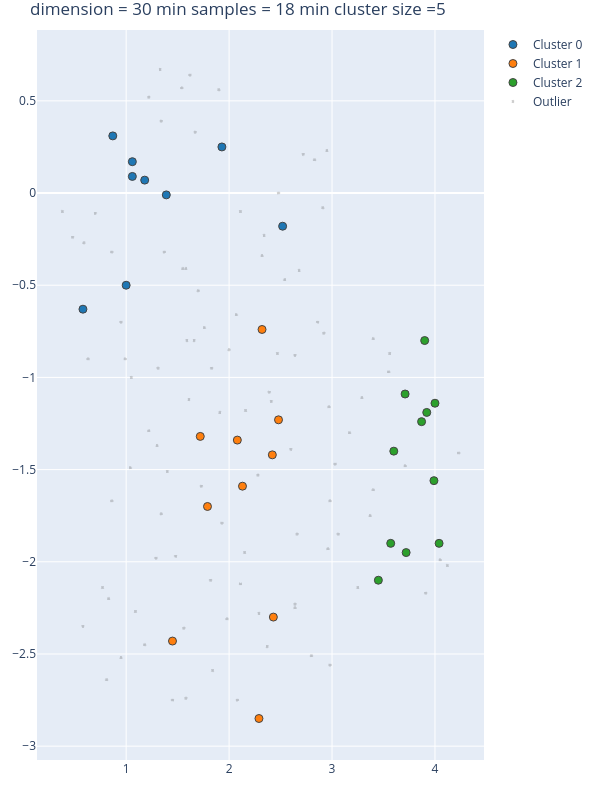 dimension = 30 min samples = 18 min cluster size =5
Cluster 0
Cluster 1
Cluster 2
Outlier
0.5
0
−0.5
−1
−1.5
−2
−2.5
−3
1
2
3
4